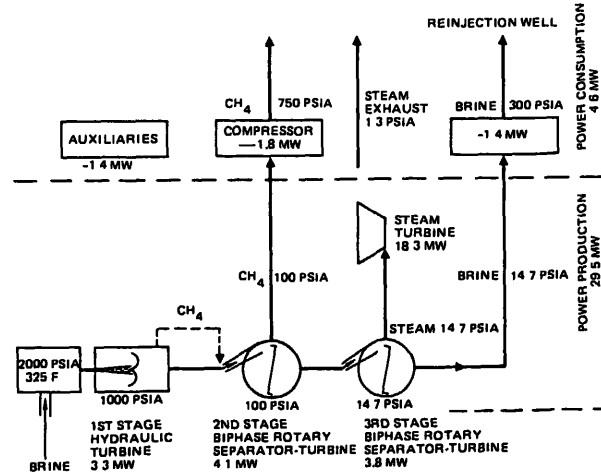 REINJECTION WELL
POWER CONSUMPTION
4 6 MW
CH4
750 PSIA
STEAM
EXHAUST
1 3 PSIA
BRINE
300 PSIA
AUXILIARIES
-1 4 MW
COMPRESSOR
—1.8 MW
-1 4 MW
STEAM
TURBINE
18 3 MW
POWER PRODUCTION
29 5 MW
CH4
100 PSIA
BRINE
14 7 PSIA
CH4
STEAM 14 7 PSIA
2000 PSIA
325 F
1000 PSIA
100 PSIA
14 7 PSIA
BRINE
1ST STAGE
HYDRAULIC
TURBINE
3 3 MW
2ND STAGE
BIPHASE ROTARY
SEPARATOR-TURBINE
4 1 MW
3RD STAGE
BIPHASE ROTARY
SEPARATOR-TURBINE
3.8 MW